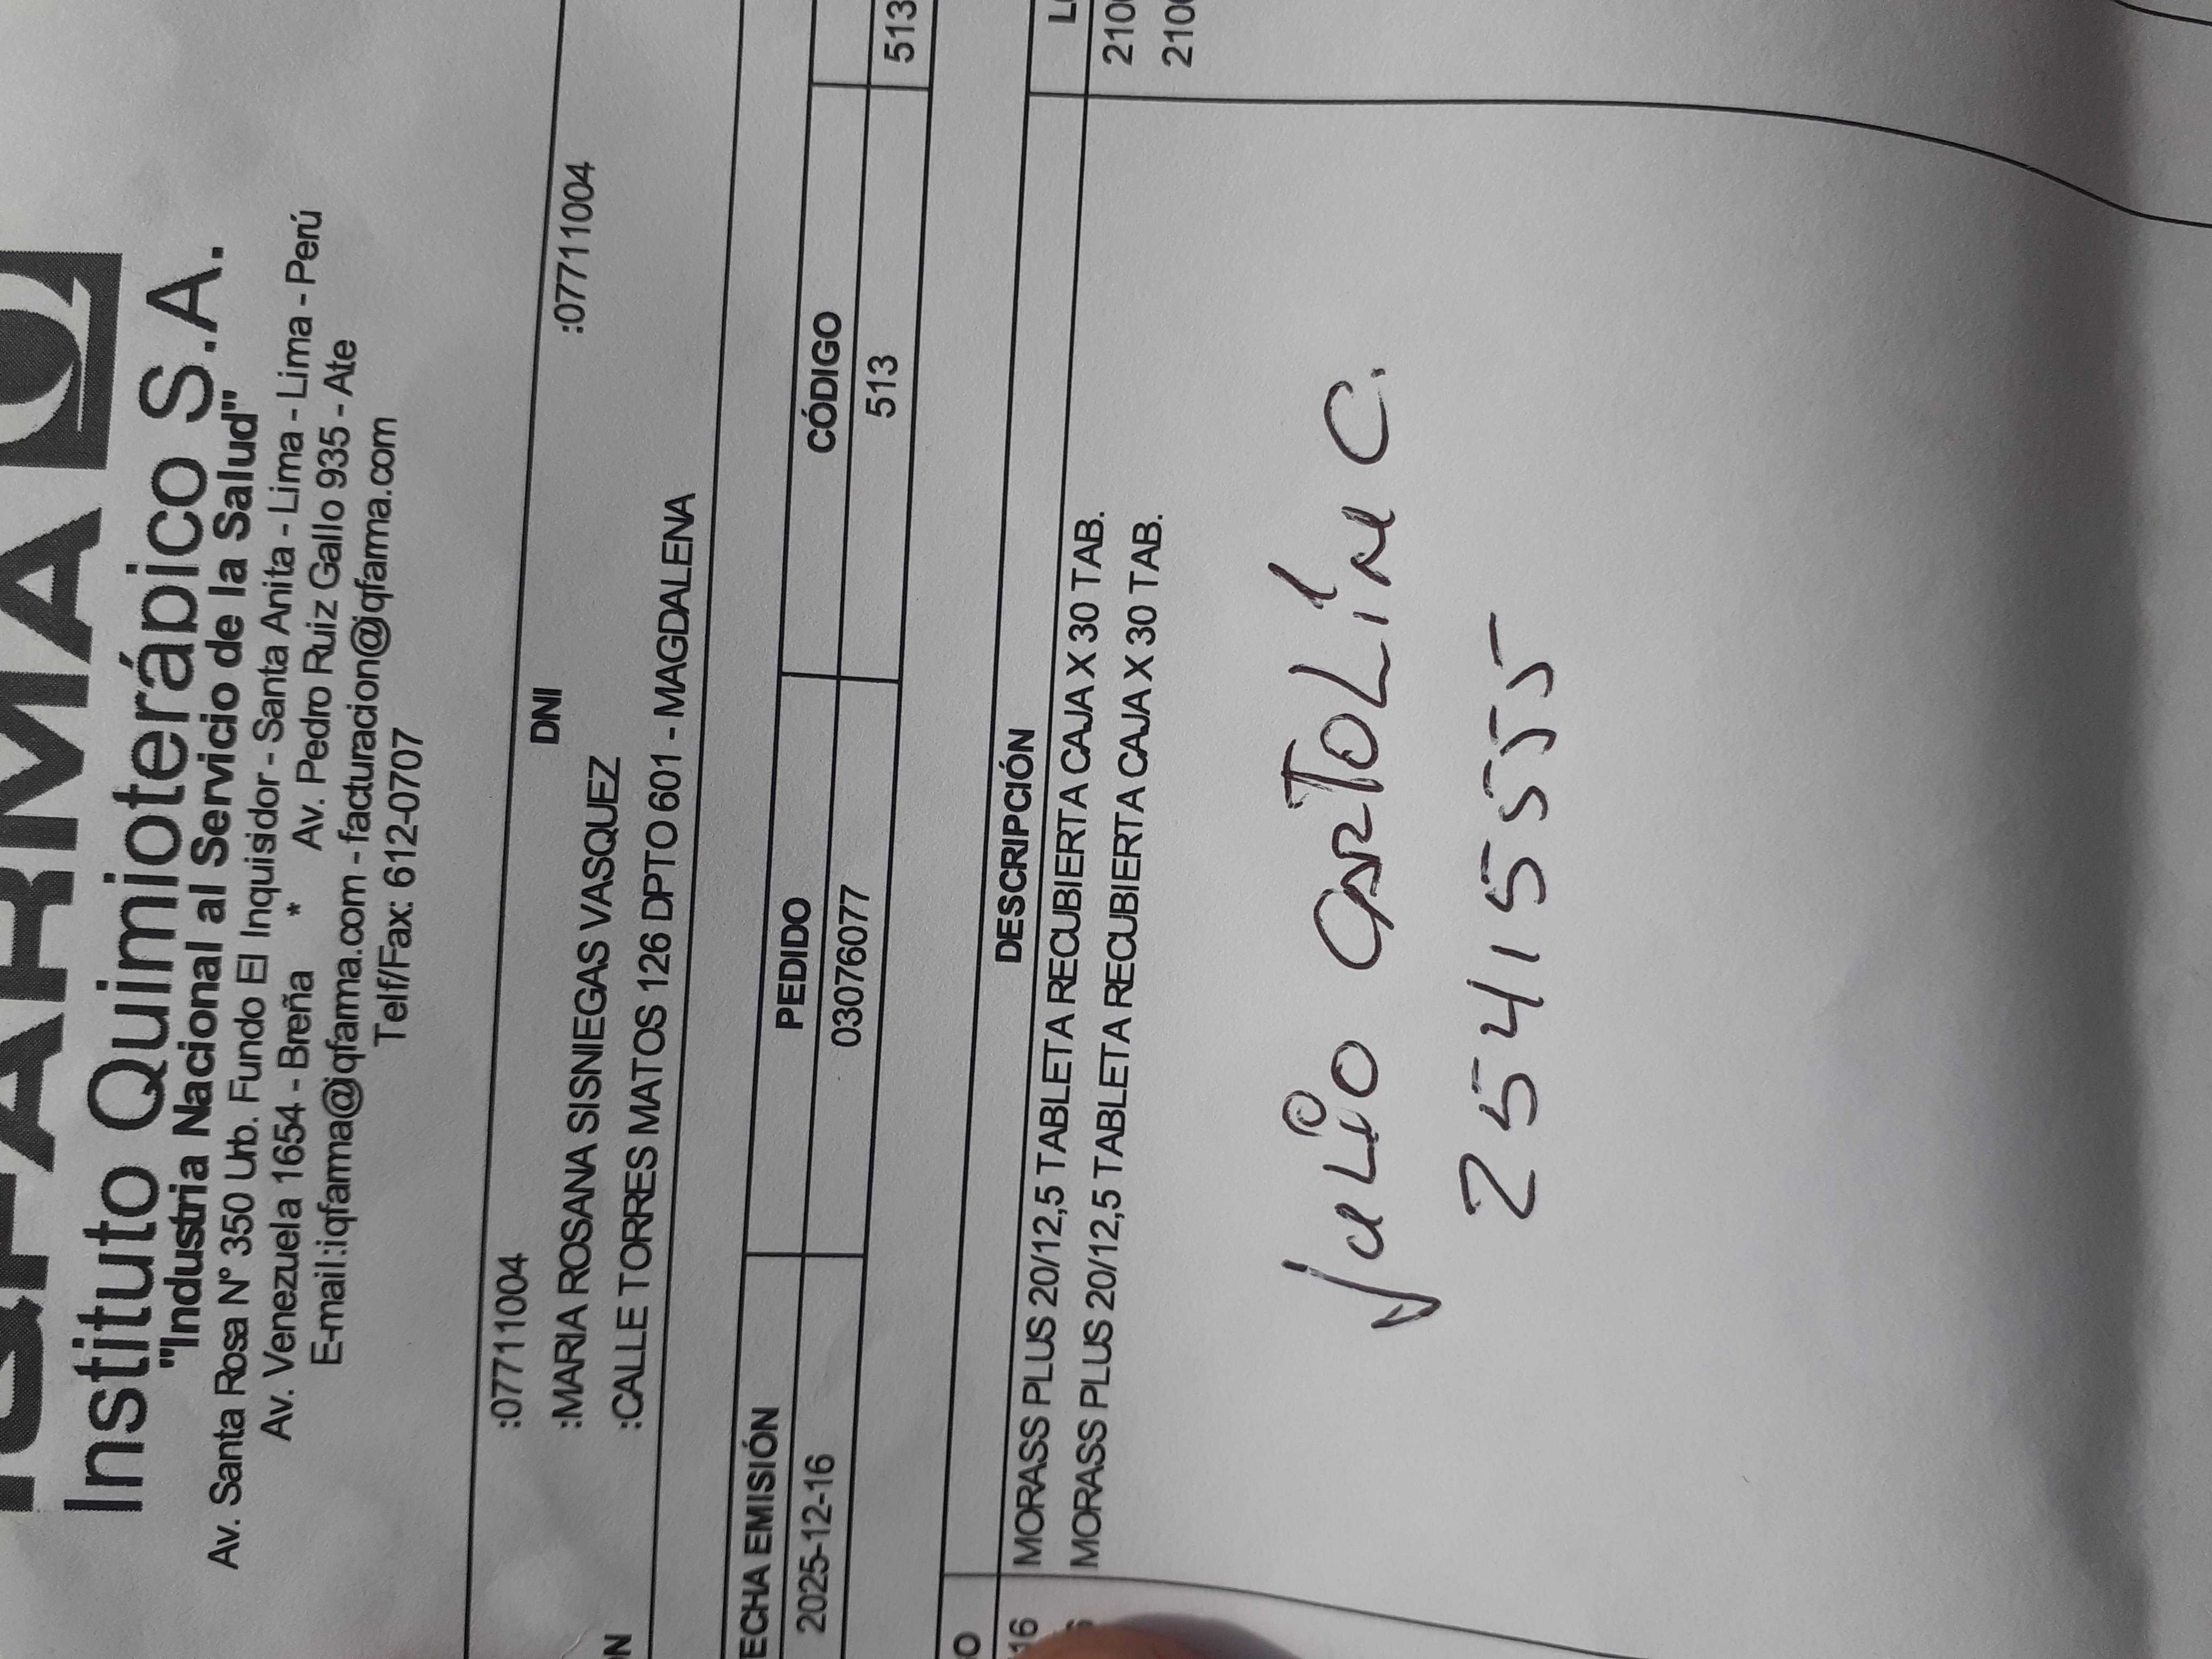 IQFARMA
Instituto Quimioterápico S.A.
"Industria Nacional al Servicio de la Salud"
Av. Santa Rosa N° 350 Urb. Fundo El Inquisidor - Santa Anita - Lima - Lima - Perú
Av. Venezuela 1654 - Breña * Av. Pedro Ruiz Gallo 935 - Ate
E-mail:iqfarma@iqfarma.com - facturacion@iqfarma.com
Telf/Fax: 612-0707
:07711004 DNI :07711004
:MARIA ROSANA SISNIEGAS VASQUEZ
:CALLE TORRES MATOS 126 DPTO 601 - MAGDALENA
ECHA EMISIÓN PEDIDO CÓDIGO
2025-12-16 03076077 513 513
DESCRIPCIÓN
16 MORASS PLUS 20/12,5 TABLETA RECUBIERTA CAJA X 30 TAB. 2100
MORASS PLUS 20/12,5 TABLETA RECUBIERTA CAJA X 30 TAB. 2100
JULIO CARTOLÍN C.
25415555